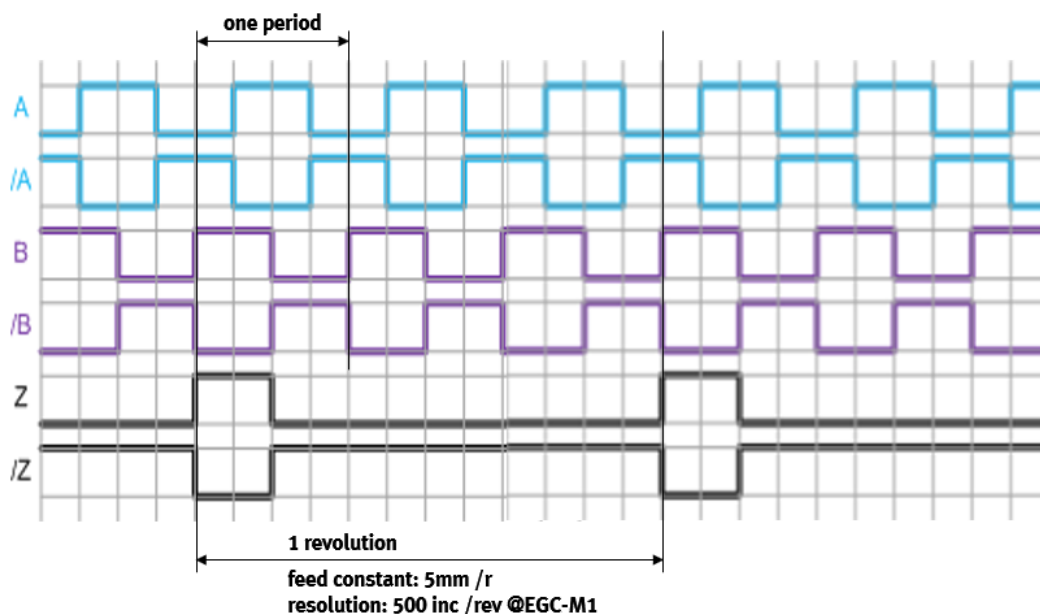 one period
A
/A
B
/B
Z
/Z
1 revolution
feed constant: 5mm /r
resolution: 500 inc /rev @EGC-M1